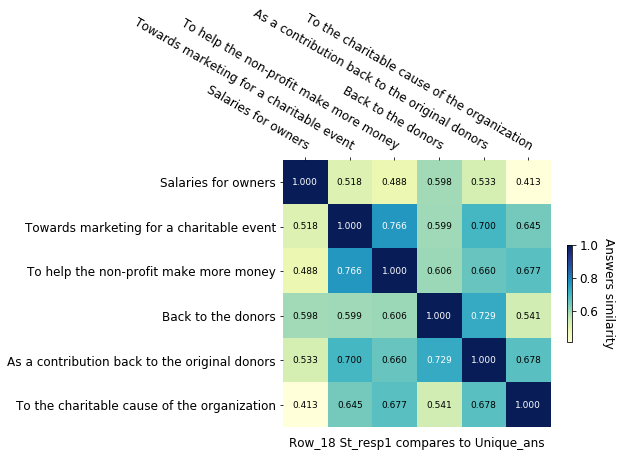 Salaries for owners
Towards marketing for a charitable event
To help the non-profit make more money
Back to the donors
As a contribution back to the original donors
To the charitable cause of the organization
Salaries for owners 1.000 0.518 0.488 0.598 0.533 0.413
Towards marketing for a charitable event 0.518 1.000 0.766 0.599 0.700 0.645
To help the non-profit make more money 0.488 0.766 1.000 0.606 0.660 0.677
Back to the donors 0.598 0.599 0.606 1.000 0.729 0.541
As a contribution back to the original donors 0.533 0.700 0.660 0.729 1.000 0.678
To the charitable cause of the organization 0.413 0.645 0.677 0.541 0.678 1.000
Row_18 St_resp1 compares to Unique_ans
1.0
0.8
0.6
Answers similarity